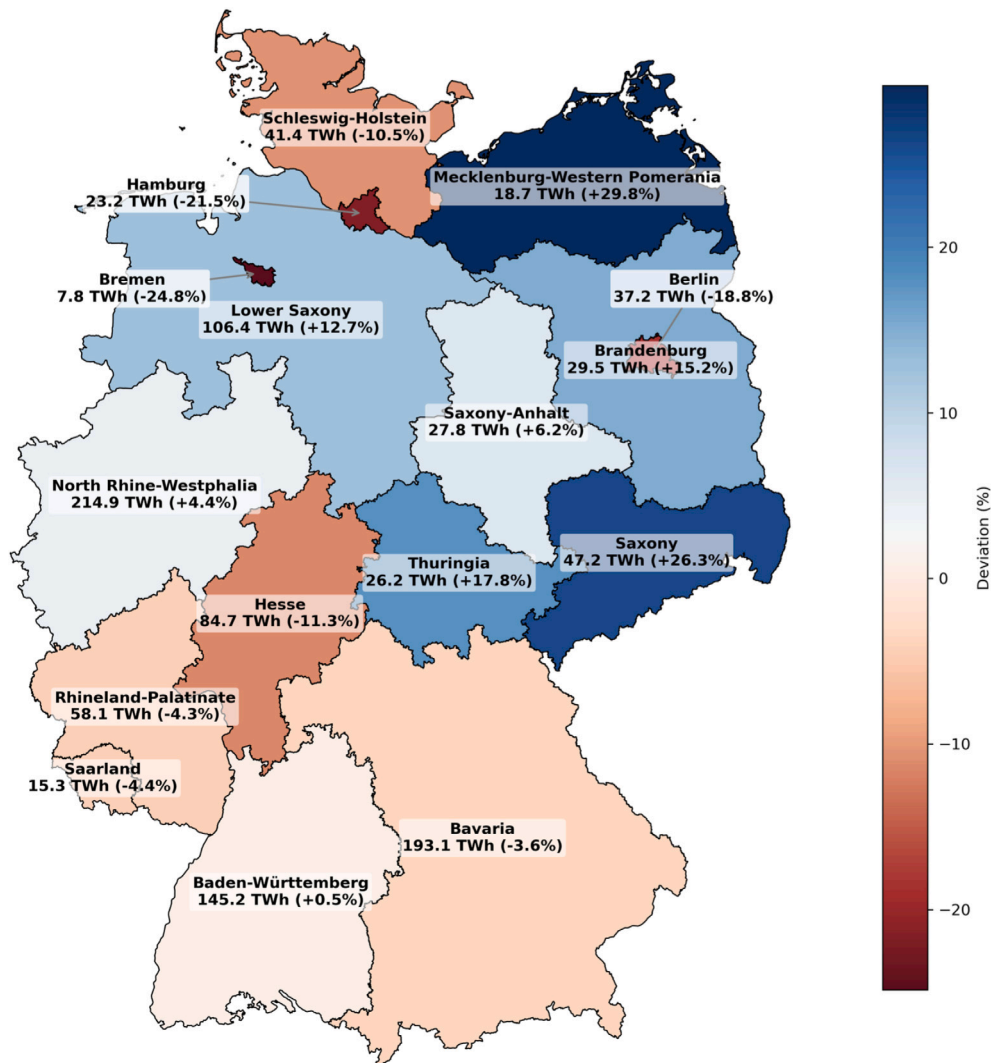 Schleswig-Holstein
41.4 TWh (-10.5%)
Mecklenburg-Western Pomerania
18.7 TWh (+29.8%)
Hamburg
23.2 TWh (-21.5%)
Bremen
7.8 TWh (-24.8%)
Lower Saxony
106.4 TWh (+12.7%)
Berlin
37.2 TWh (-18.8%)
Brandenburg
29.5 TWh (+15.2%)
Saxony-Anhalt
27.8 TWh (+6.2%)
North Rhine-Westphalia
214.9 TWh (+4.4%)
Saxony
47.2 TWh (+26.3%)
Thuringia
26.2 TWh (+17.8%)
Hesse
84.7 TWh (-11.3%)
Rhineland-Palatinate
58.1 TWh (-4.3%)
Saarland
15.3 TWh (-4.4%)
Bavaria
193.1 TWh (-3.6%)
Baden-Württemberg
145.2 TWh (+0.5%)
20
10
0
−10
−20
Deviation (%)